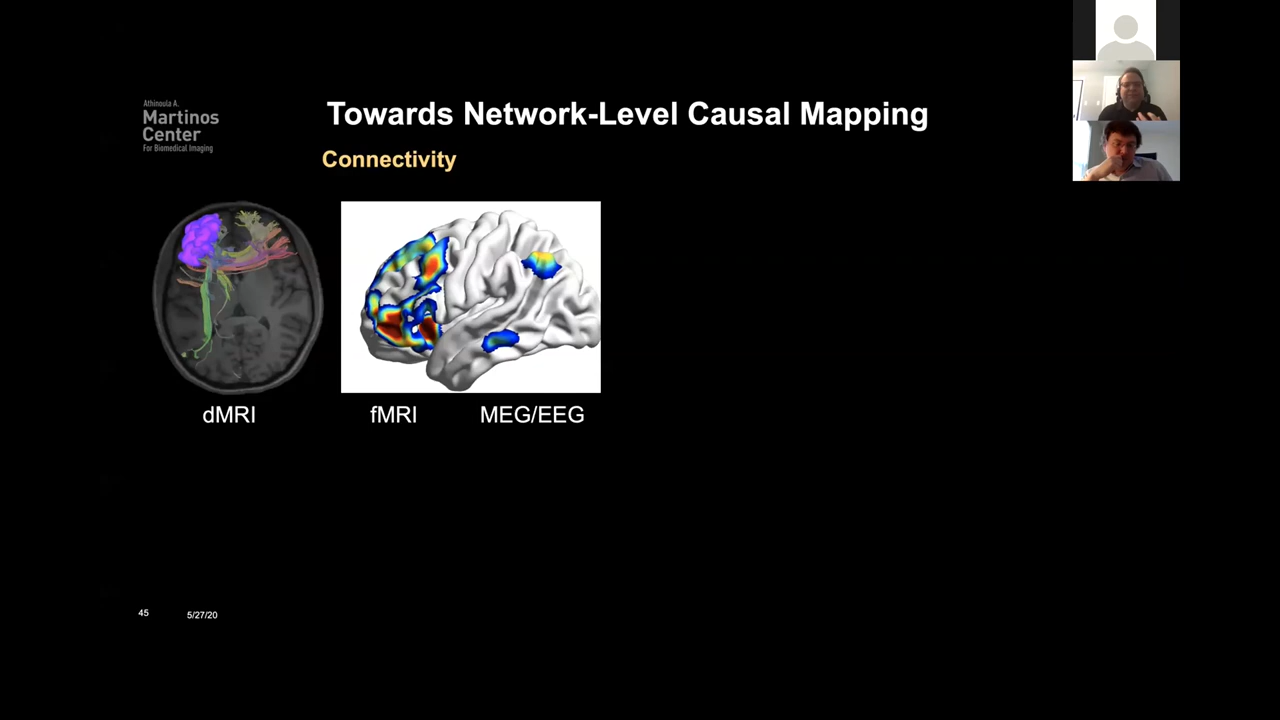 Athinoula A.
Martinos
Center
For Biomedical Imaging
Towards Network-Level Causal Mapping
Connectivity
dMRI
fMRI
MEG/EEG
45
5/27/20